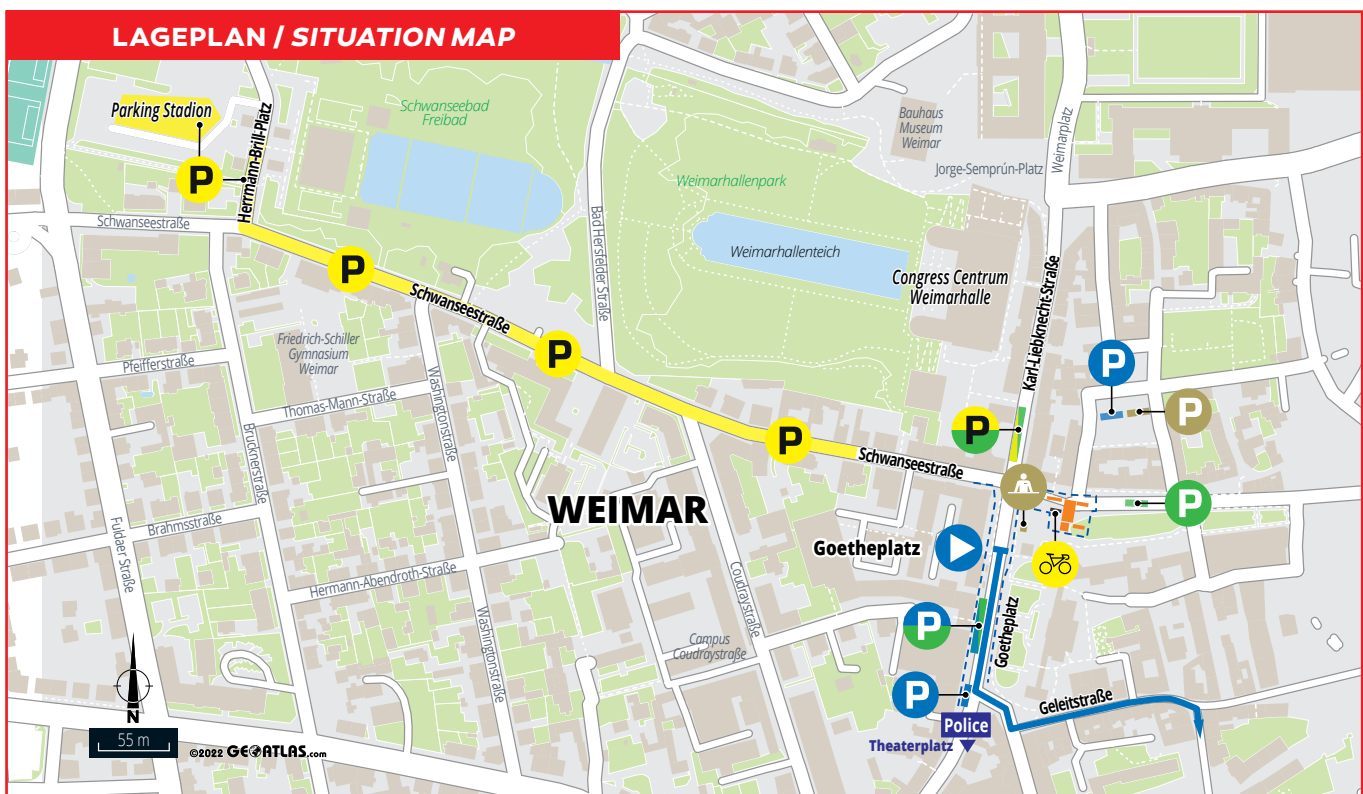 LAGEPLAN / SITUATION MAP
Parking Stadion
P
Hermann-Brill-Platz
Schwanseestraße
Schwanseebad
Freibad
Bauhaus
Museum
Weimar
Weimarplatz
Jorge-Semprún-Platz
Weimarhallenpark
Weimarhallenteich
Bad Hersfelder Straße
Congress Centrum
Weimarhalle
Karl-Liebknecht-Straße
P
Schwanseestraße
P
Friedrich-Schiller
Gymnasium
Weimar
Pfeifferstraße
Thomas-Mann-Straße
Washingtonstraße
P
P
P
P
Schwanseestraße
P
Brucknerstraße
WEIMAR
Brahmsstraße
Fuldaer Straße
Goetheplatz
Hermann-Abendroth-Straße
Coudraystraße
Washingtonstraße
Campus
Coudraystraße
P
Goetheplatz
P
Geleitstraße
Police
Theaterplatz
N
55 m
©2022 GEOATLAS.com